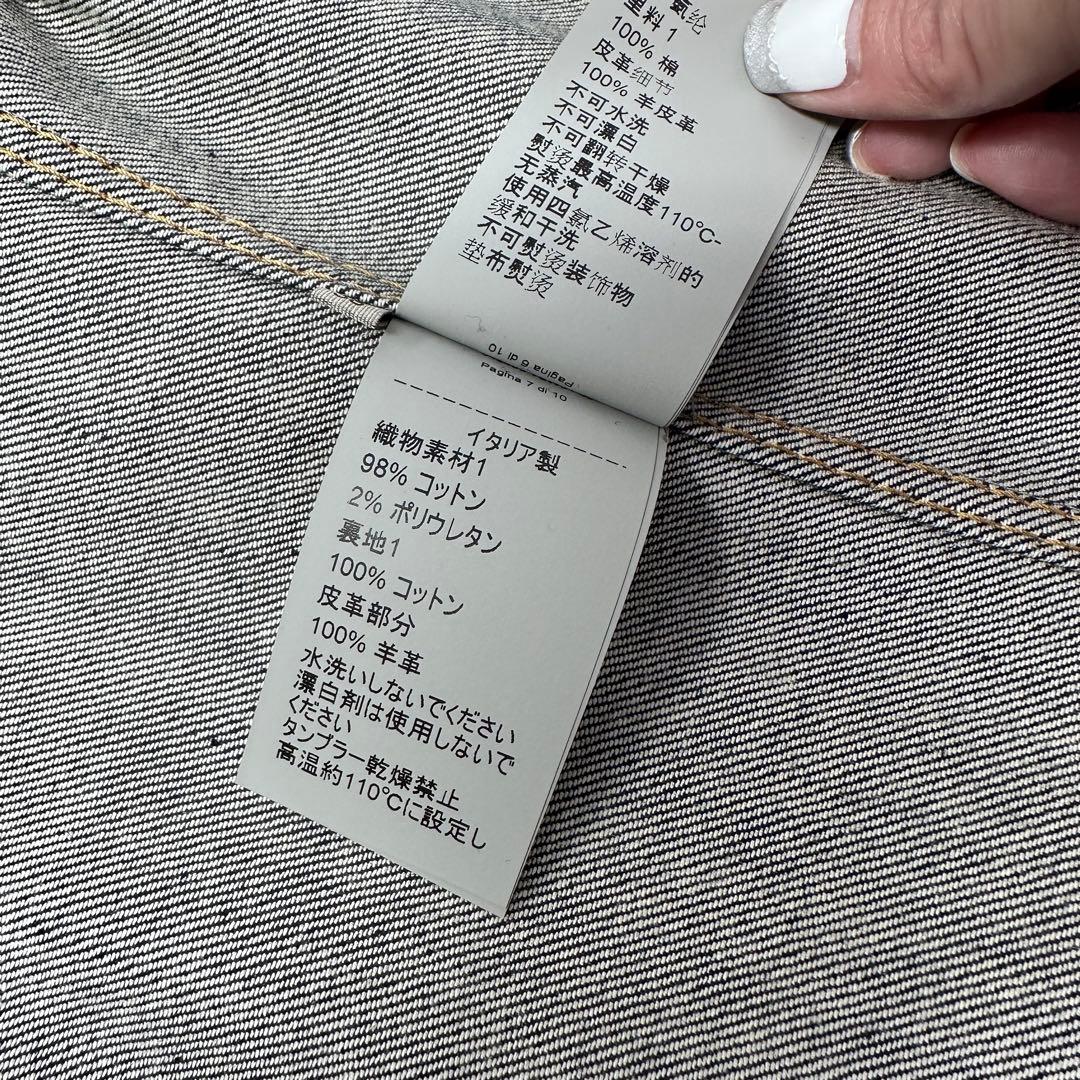 氨纶
里料 1
100% 棉
皮革细节
100% 羊皮革
不可水洗
不可漂白
不可翻转干燥
熨烫最高温度110℃-
无蒸汽
使用四氯乙烯溶剂的
缓和干洗
不可熨烫装饰物
垫布熨烫
Pagina 6 di 10
Pagina 7 di 10
イタリア製
織物素材1
98% コットン
2% ポリウレタン
裏地1
100% コットン
皮革部分
100% 羊革
水洗いしないでください
漂白剤は使用しないで
ください
タンブラー乾燥禁止
高温約110℃に設定し